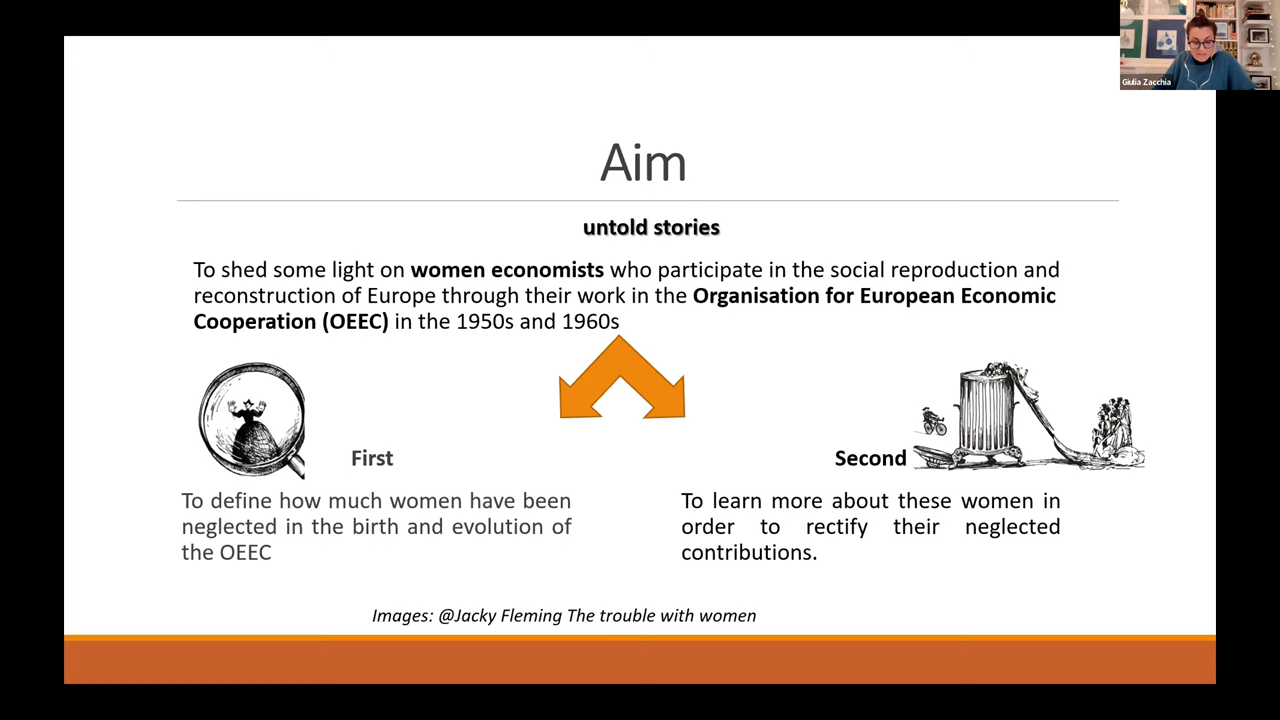 Giulia Zacchia
Aim
untold stories
To shed some light on women economists who participate in the social reproduction and
reconstruction of Europe through their work in the Organisation for European Economic
Cooperation (OEEC) in the 1950s and 1960s
First
To define how much women have been
neglected in the birth and evolution of
the OEEC
Second
To learn more about these women in
order to rectify their neglected
contributions.
Images: @Jacky Fleming The trouble with women